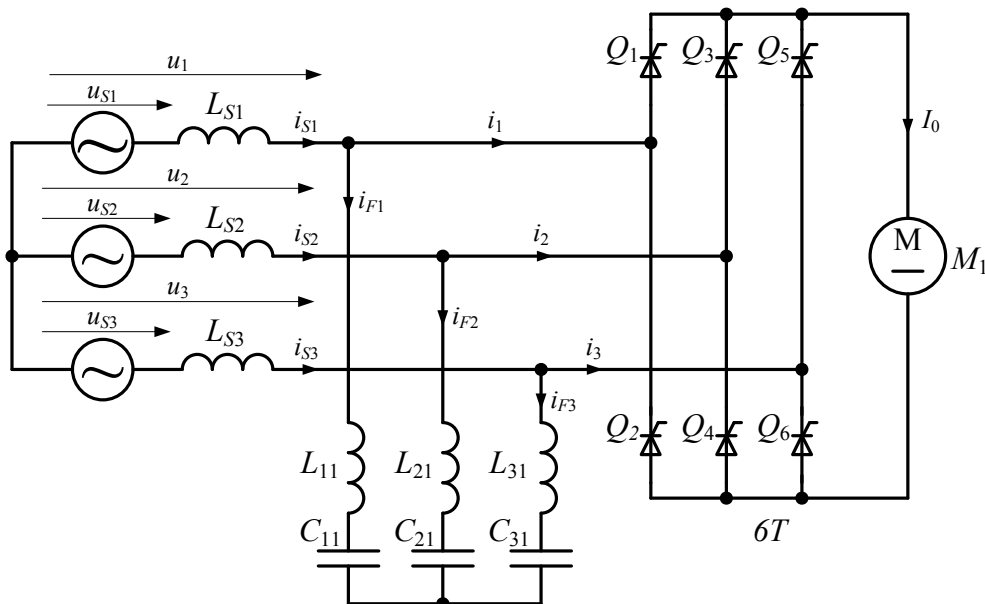 u1
uS1
LS1
iS1
i1
iF1
u2
uS2
LS2
iS2
i2
iF2
u3
uS3
LS3
iS3
i3
iF3
L11
L21
L31
C11
C21
C31
Q1
Q3
Q5
Q2
Q4
Q6
6T
I0
M
M1